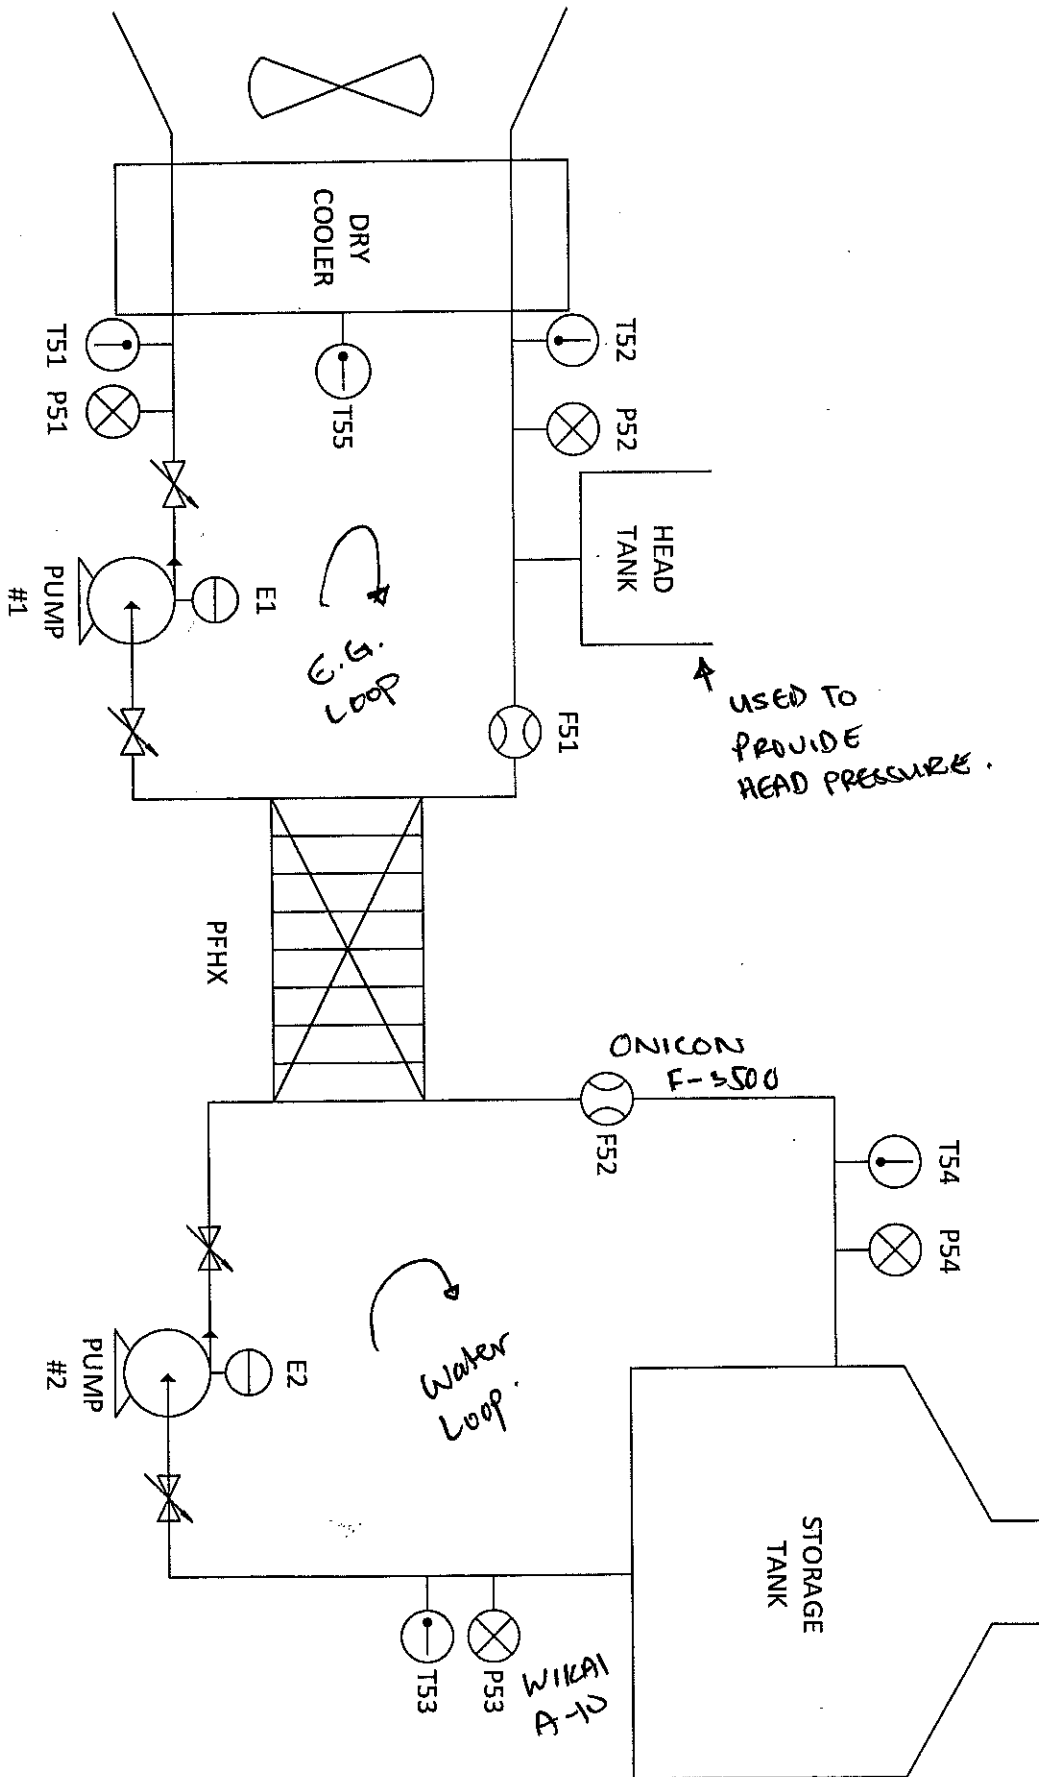 DRY
COOLER
T51
P51
T55
T52
P52
HEAD
TANK
USED TO
PROVIDE
HEAD PRESSURE.
E1
PUMP
#1
E.G.
LOOP
F51
PFHX
ONICON
F-3500
F52
T54
P54
E2
PUMP
#2
Water
Loop.
STORAGE
TANK
T53
P53
WIKAI
A-10